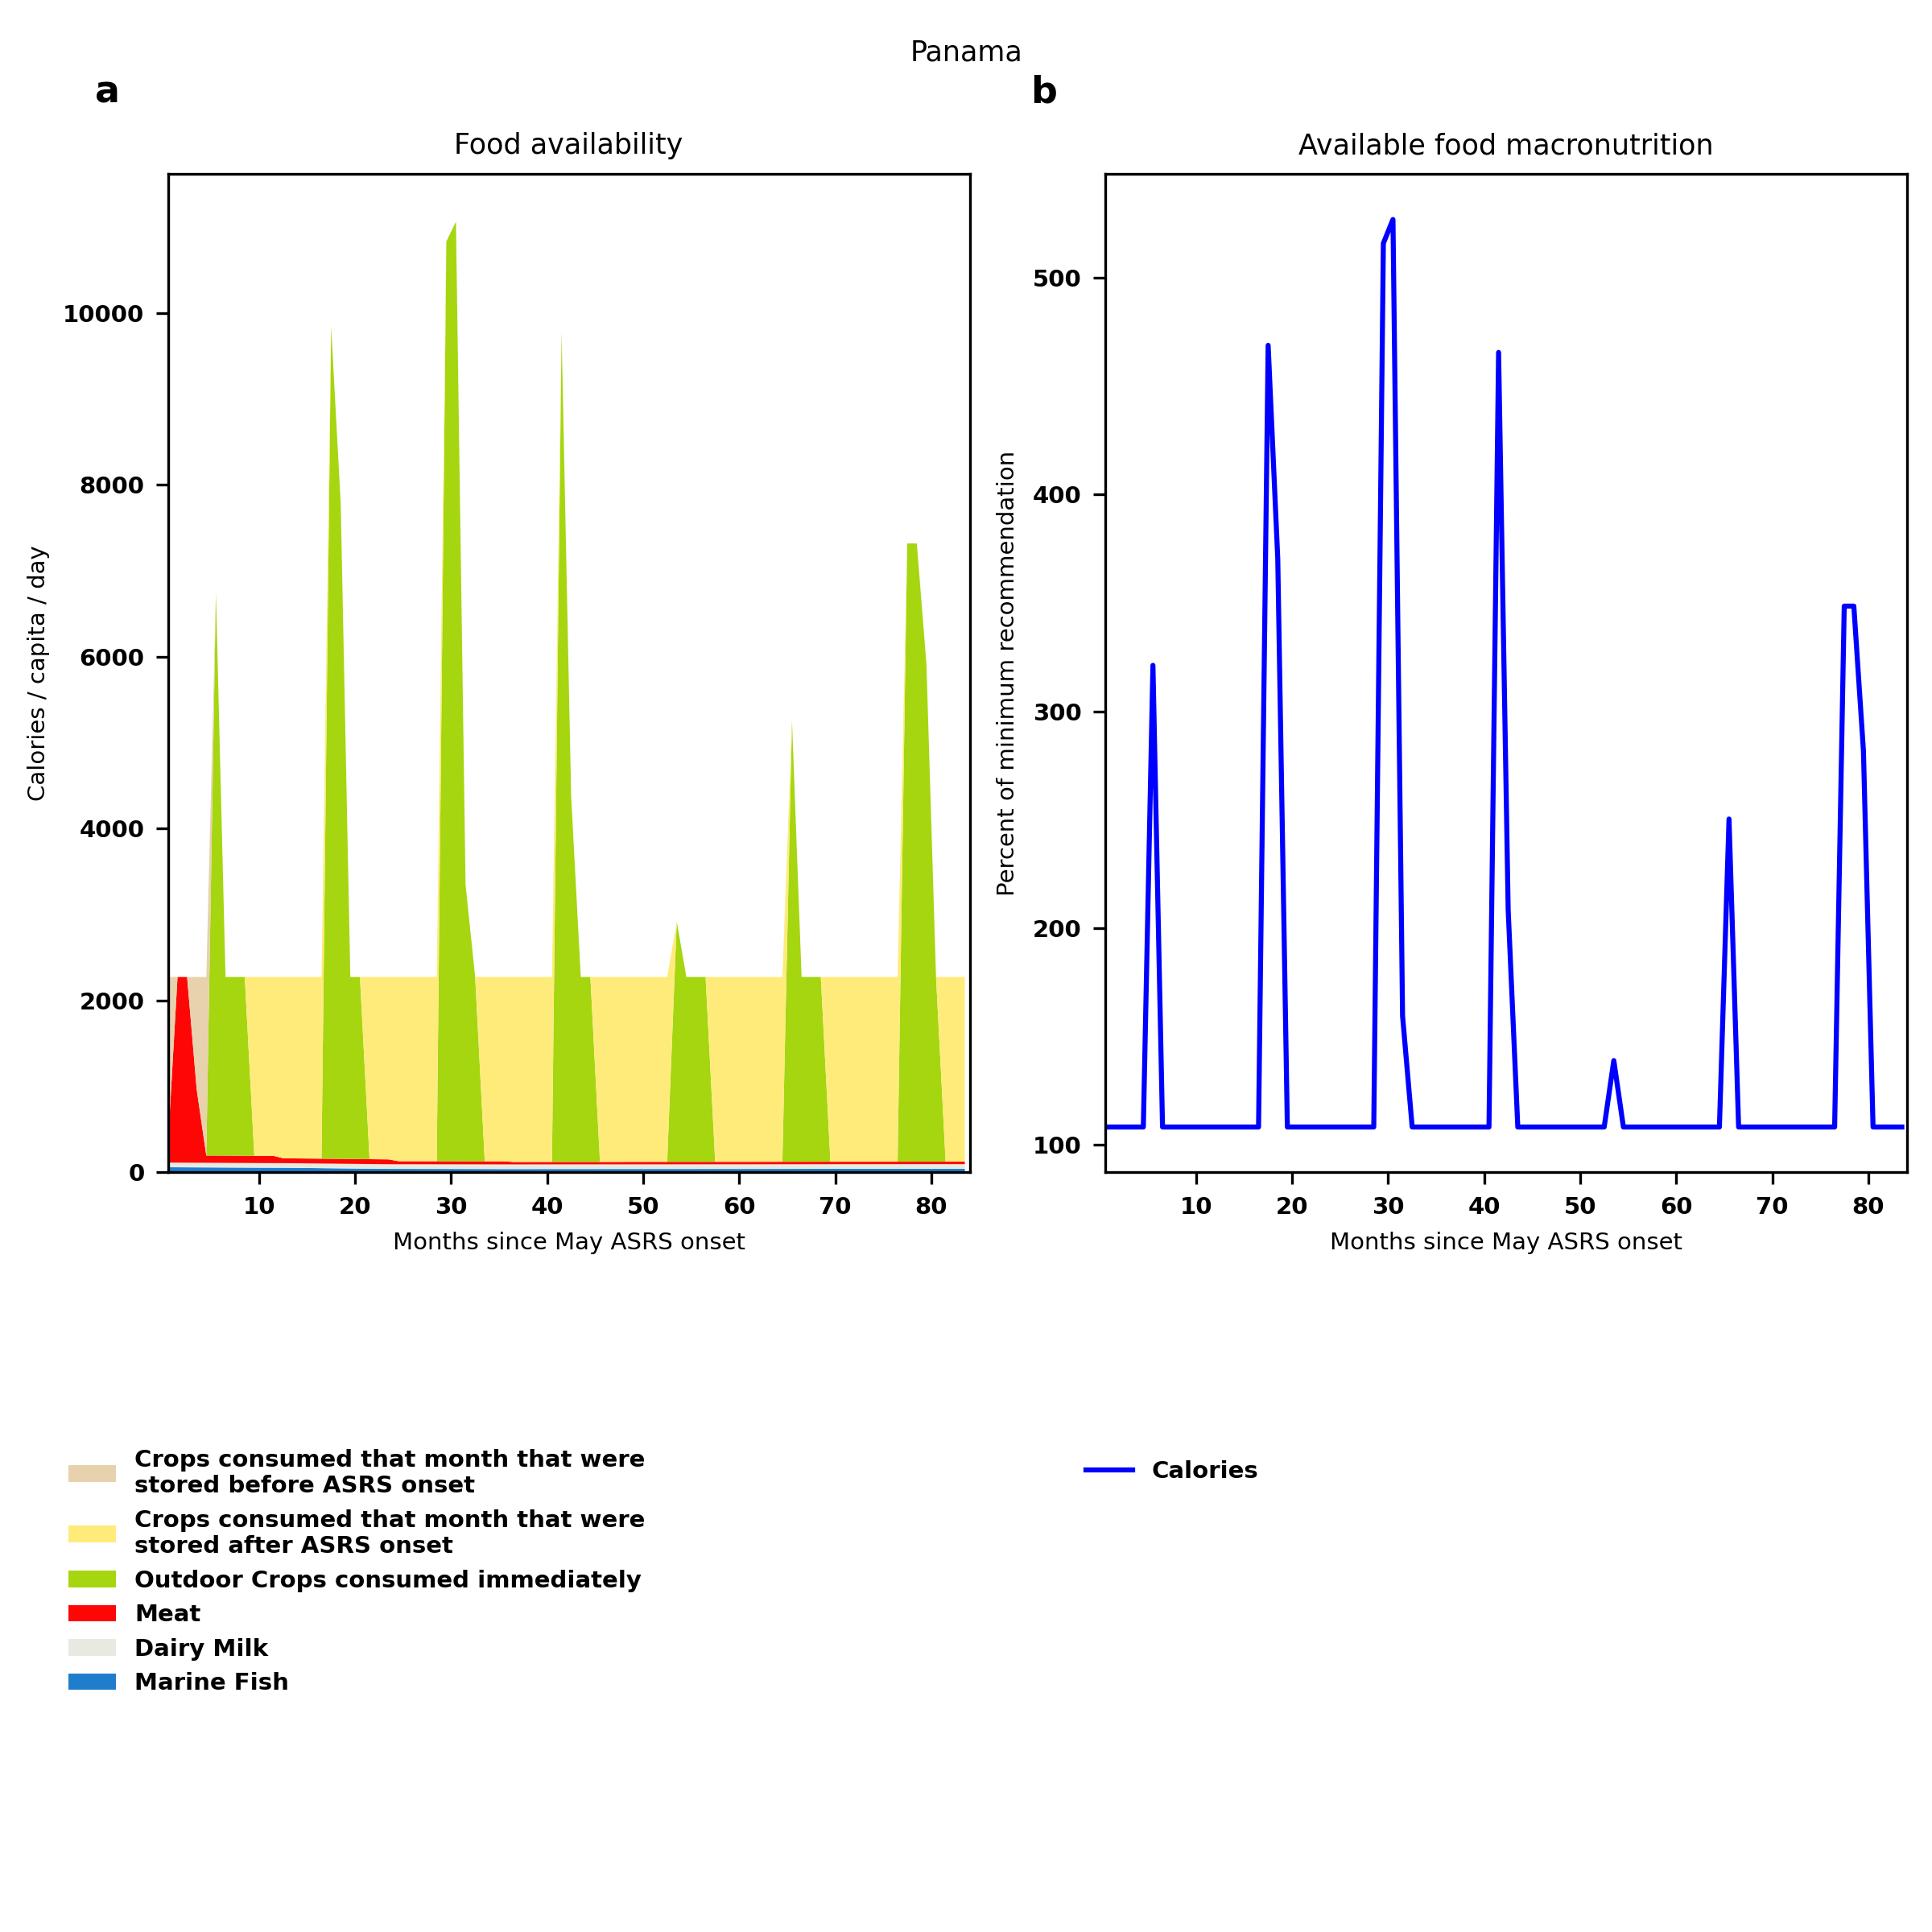 Panama
a
b
Food availability
Available food macronutrition
Calories / capita / day
10000
8000
6000
4000
2000
0
10 20 30 40 50 60 70 80
Months since May ASRS onset
Percent of minimum recommendation
500
400
300
200
100
10 20 30 40 50 60 70 80
Months since May ASRS onset
Crops consumed that month that were
stored before ASRS onset
Crops consumed that month that were
stored after ASRS onset
Outdoor Crops consumed immediately
Meat
Dairy Milk
Marine Fish
Calories